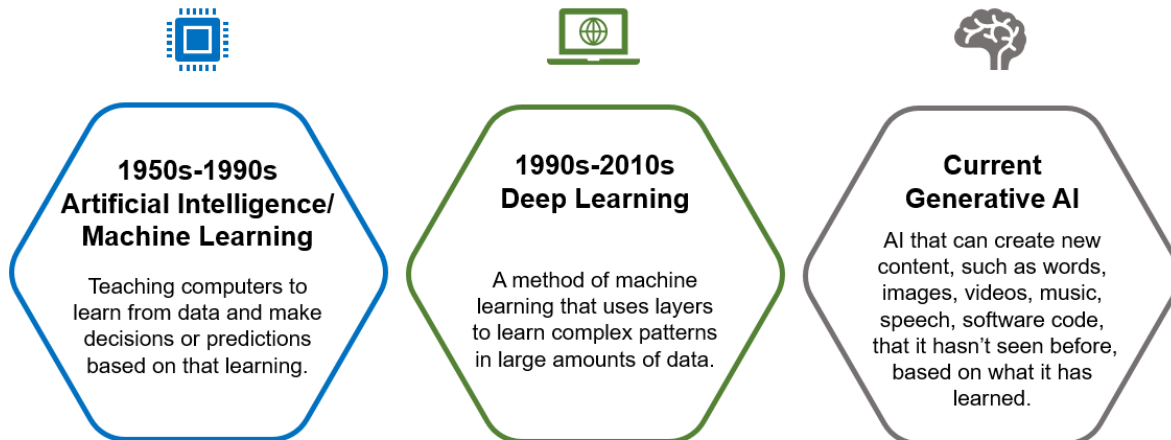 1950s-1990s
Artificial Intelligence/
Machine Learning
Teaching computers to
learn from data and make
decisions or predictions
based on that learning.
1990s-2010s
Deep Learning
A method of machine
learning that uses layers
to learn complex patterns
in large amounts of data.
Current
Generative AI
AI that can create new
content, such as words,
images, videos, music,
speech, software code,
that it hasn’t seen before,
based on what it has
learned.